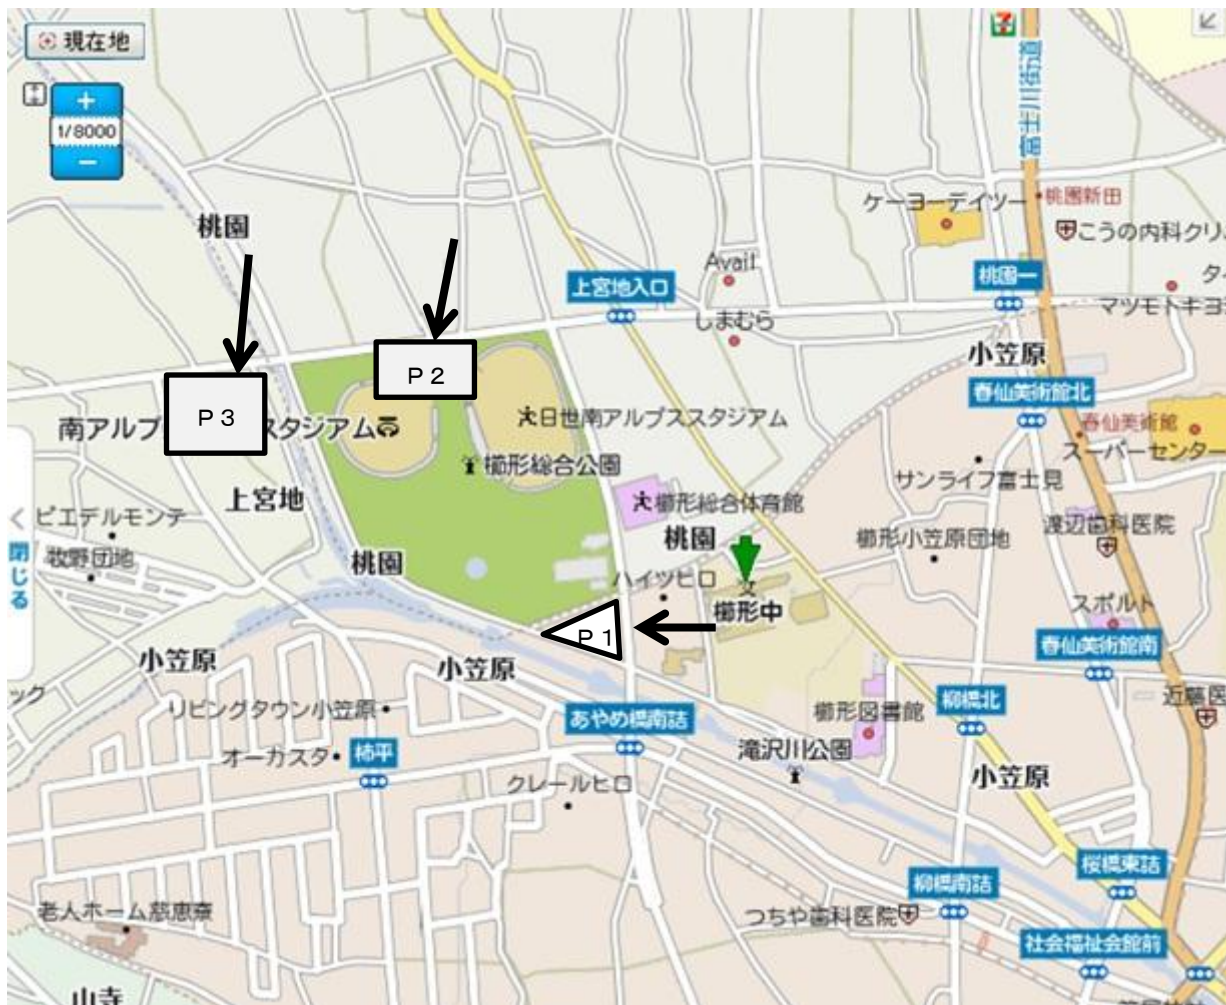 現在地
1/8000
富士川街道
桃園新田
ケーヨーデイツー
こうの内科クリ
桃園
Avail
上宮地入口
桃園一
しまむら
マツモトキヨ
小笠原
P 2
春仙美術館北
P 3
南アルプ
スタジアム
日世南アルプススタジアム
春仙美術館
スーパーセンター
櫛形総合公園
サンライフ富士見
上宮地
櫛形総合体育館
ピエデルモンテ
桃園
櫛形小笠原団地
渡辺歯科医院
閉じる
牧野団地
桃園
ハイツヒロ
櫛形中
スポルト
P 1
春仙美術館南
小笠原
小笠原
ック
リビングタウン小笠原
あやめ橋南詰
櫛形図書館
柳橋北
近藤医
オーカスタ
柿平
滝沢川公園
クレールヒロ
小笠原
桜橋東詰
柳橋南詰
老人ホーム慈恵寮
つちや歯科医院
社会福祉会館前
山寺